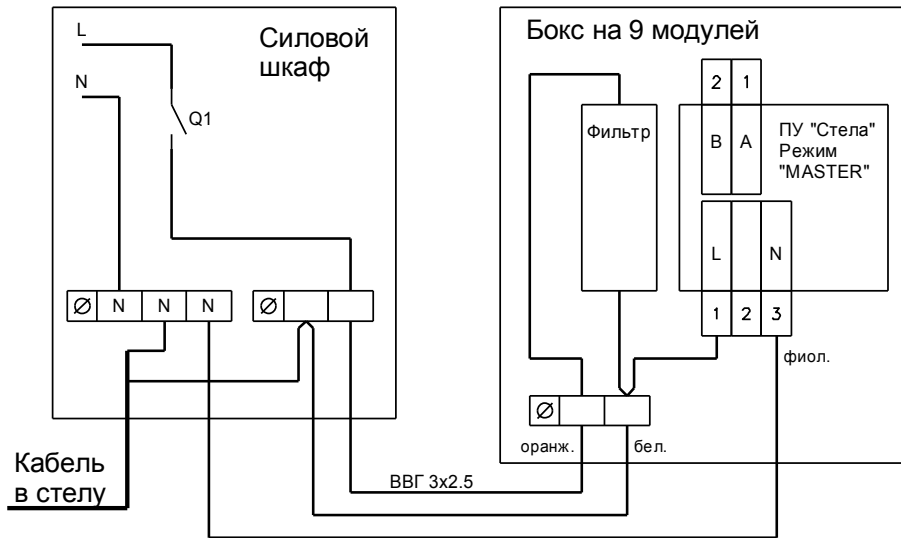 L
Силовой
шкаф
N
Q1
∅ N N N
∅
Кабель
в стелу
ВВГ 3х2.5
Бокс на 9 модулей
Фильтр
2 1
B A
ПУ "Стела"
Режим
"MASTER"
L N
1 2 3
фиол.
∅
оранж.
бел.